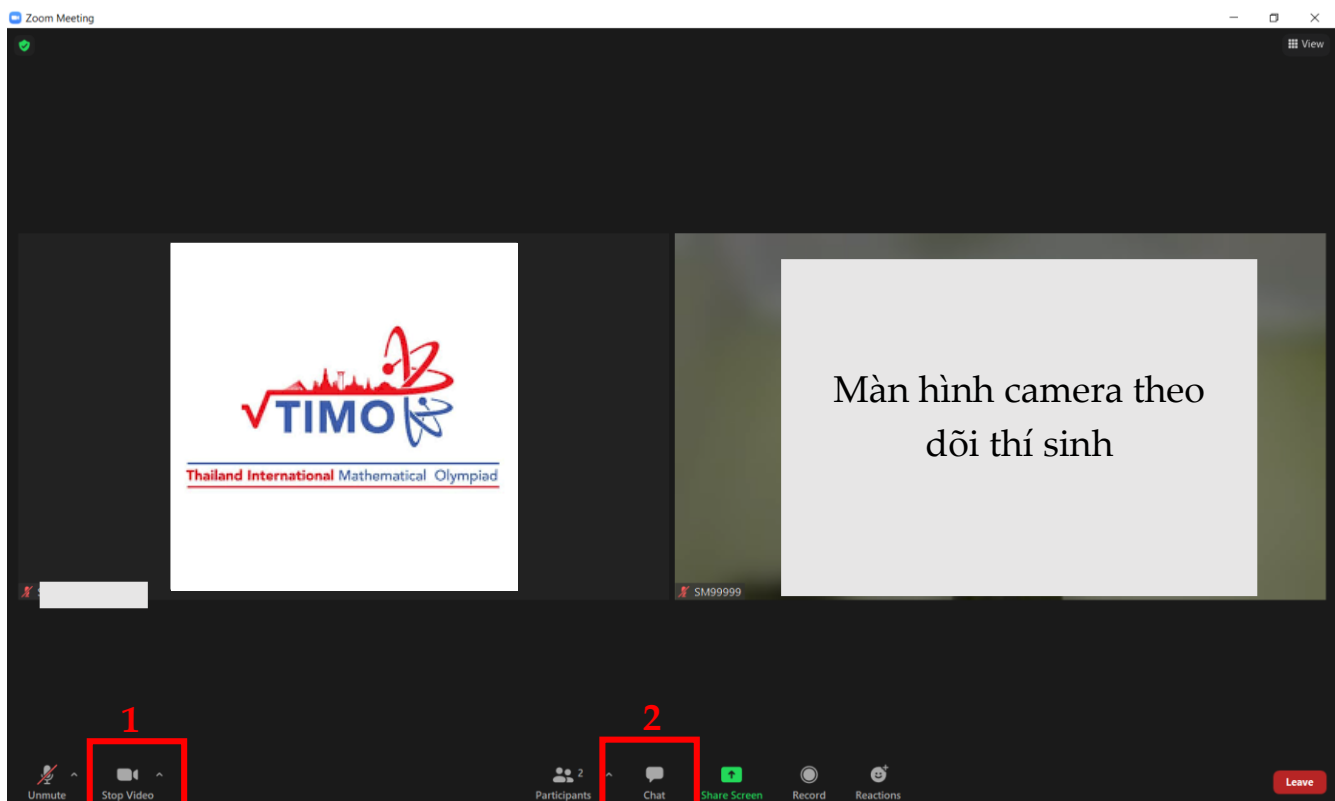 Zoom Meeting
View
√TIMO
Thailand International Mathematical Olympiad
Màn hình camera theo
dõi thí sinh
SM99999
1
2
Unmute
Stop Video
Participants
2
Chat
Share Screen
Record
Reactions
Leave